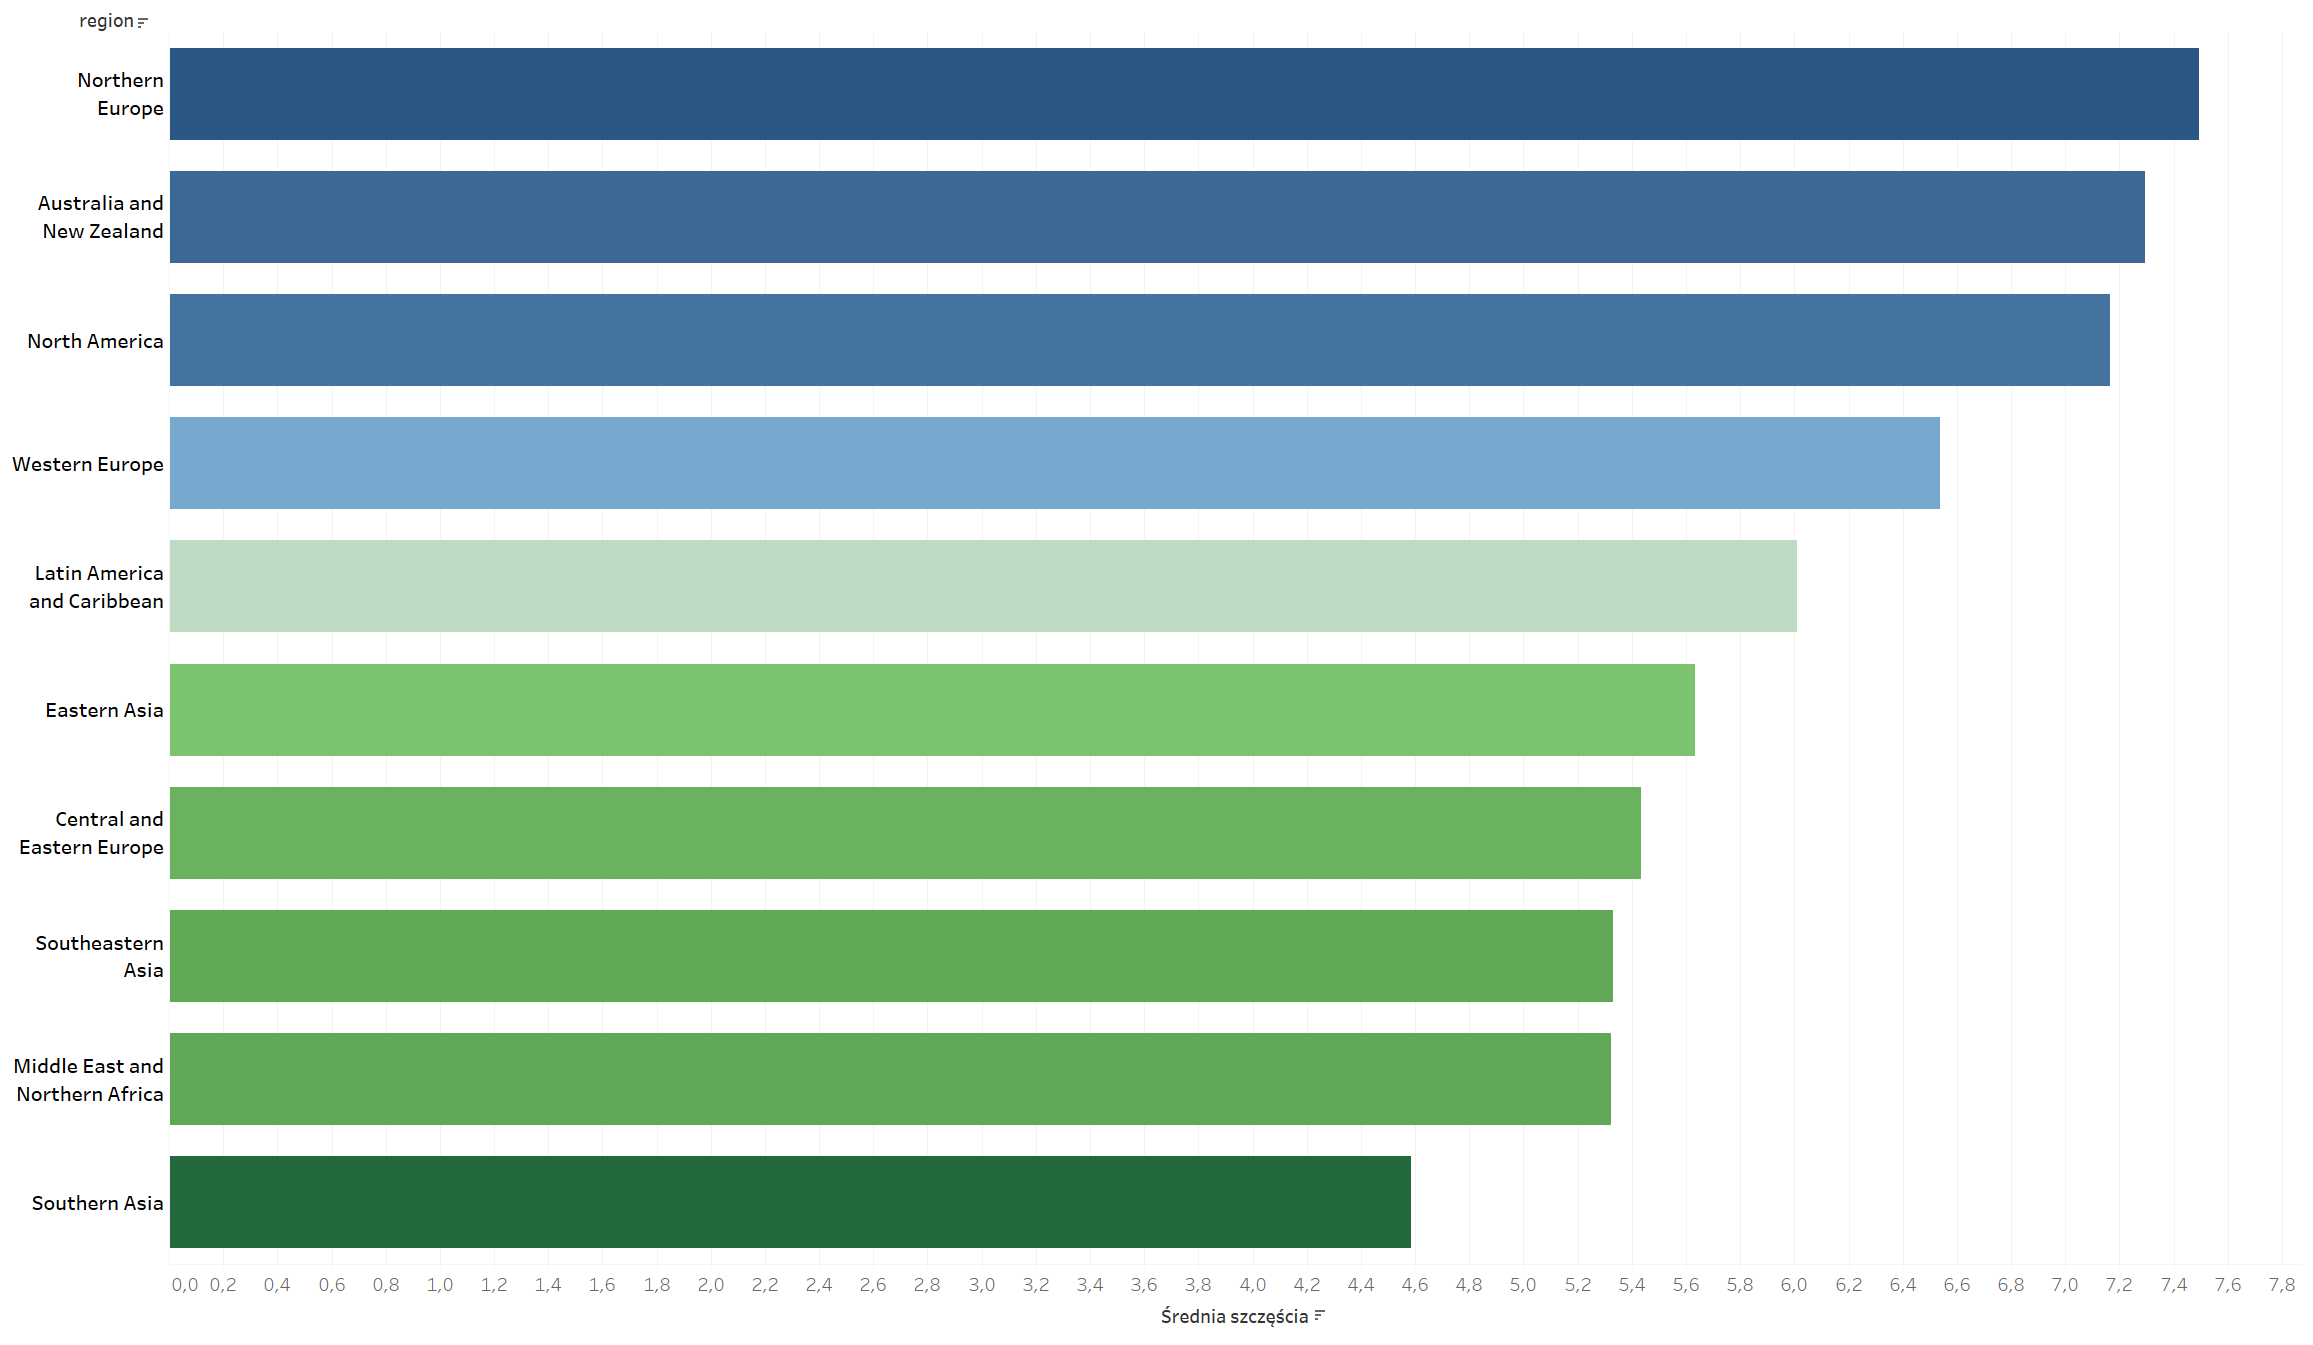 region
Northern
Europe
Australia and
New Zealand
North America
Western Europe
Latin America
and Caribbean
Eastern Asia
Central and
Eastern Europe
Southeastern
Asia
Middle East and
Northern Africa
Southern Asia
0,0 0,2 0,4 0,6 0,8 1,0 1,2 1,4 1,6 1,8 2,0 2,2 2,4 2,6 2,8 3,0 3,2 3,4 3,6 3,8 4,0 4,2 4,4 4,6 4,8 5,0 5,2 5,4 5,6 5,8 6,0 6,2 6,4 6,6 6,8 7,0 7,2 7,4 7,6 7,8
Średnia szczęścia